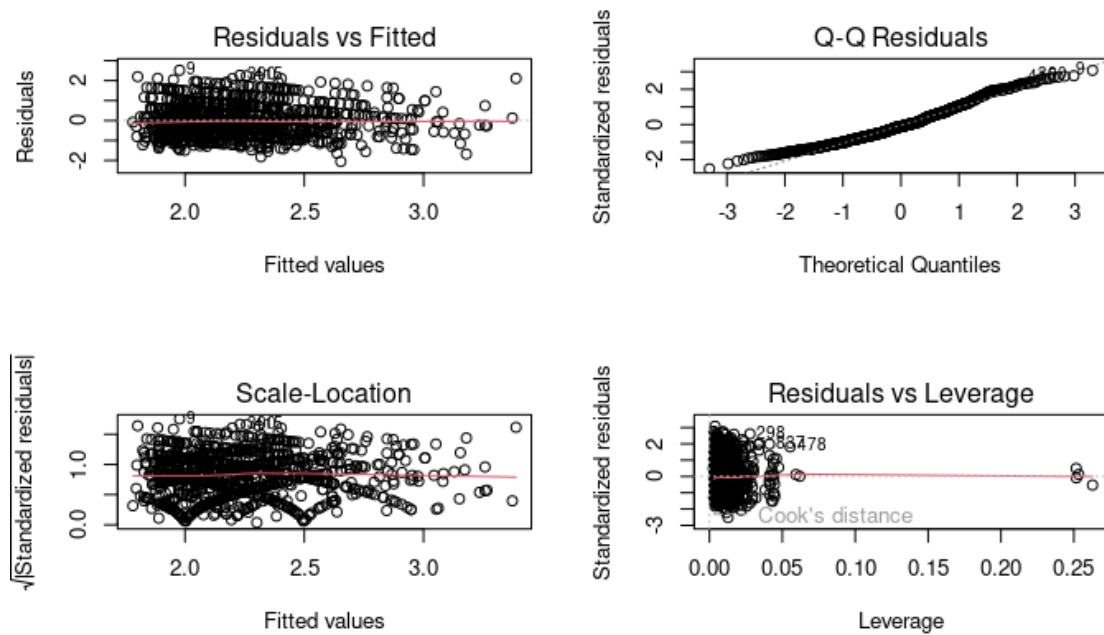 Residuals vs Fitted
Residuals
2
0
-2
9
2.0 2.5 3.0
Fitted values
Q-Q Residuals
Standardized residuals
2
0
-2
9
-3 -2 -1 0 1 2 3
Theoretical Quantiles
Scale-Location
√|Standardized residuals|
1.0
0.0
9
2.0 2.5 3.0
Fitted values
Residuals vs Leverage
Standardized residuals
2
0
-3
298
478
Cook's distance
0.00 0.05 0.10 0.15 0.20 0.25
Leverage